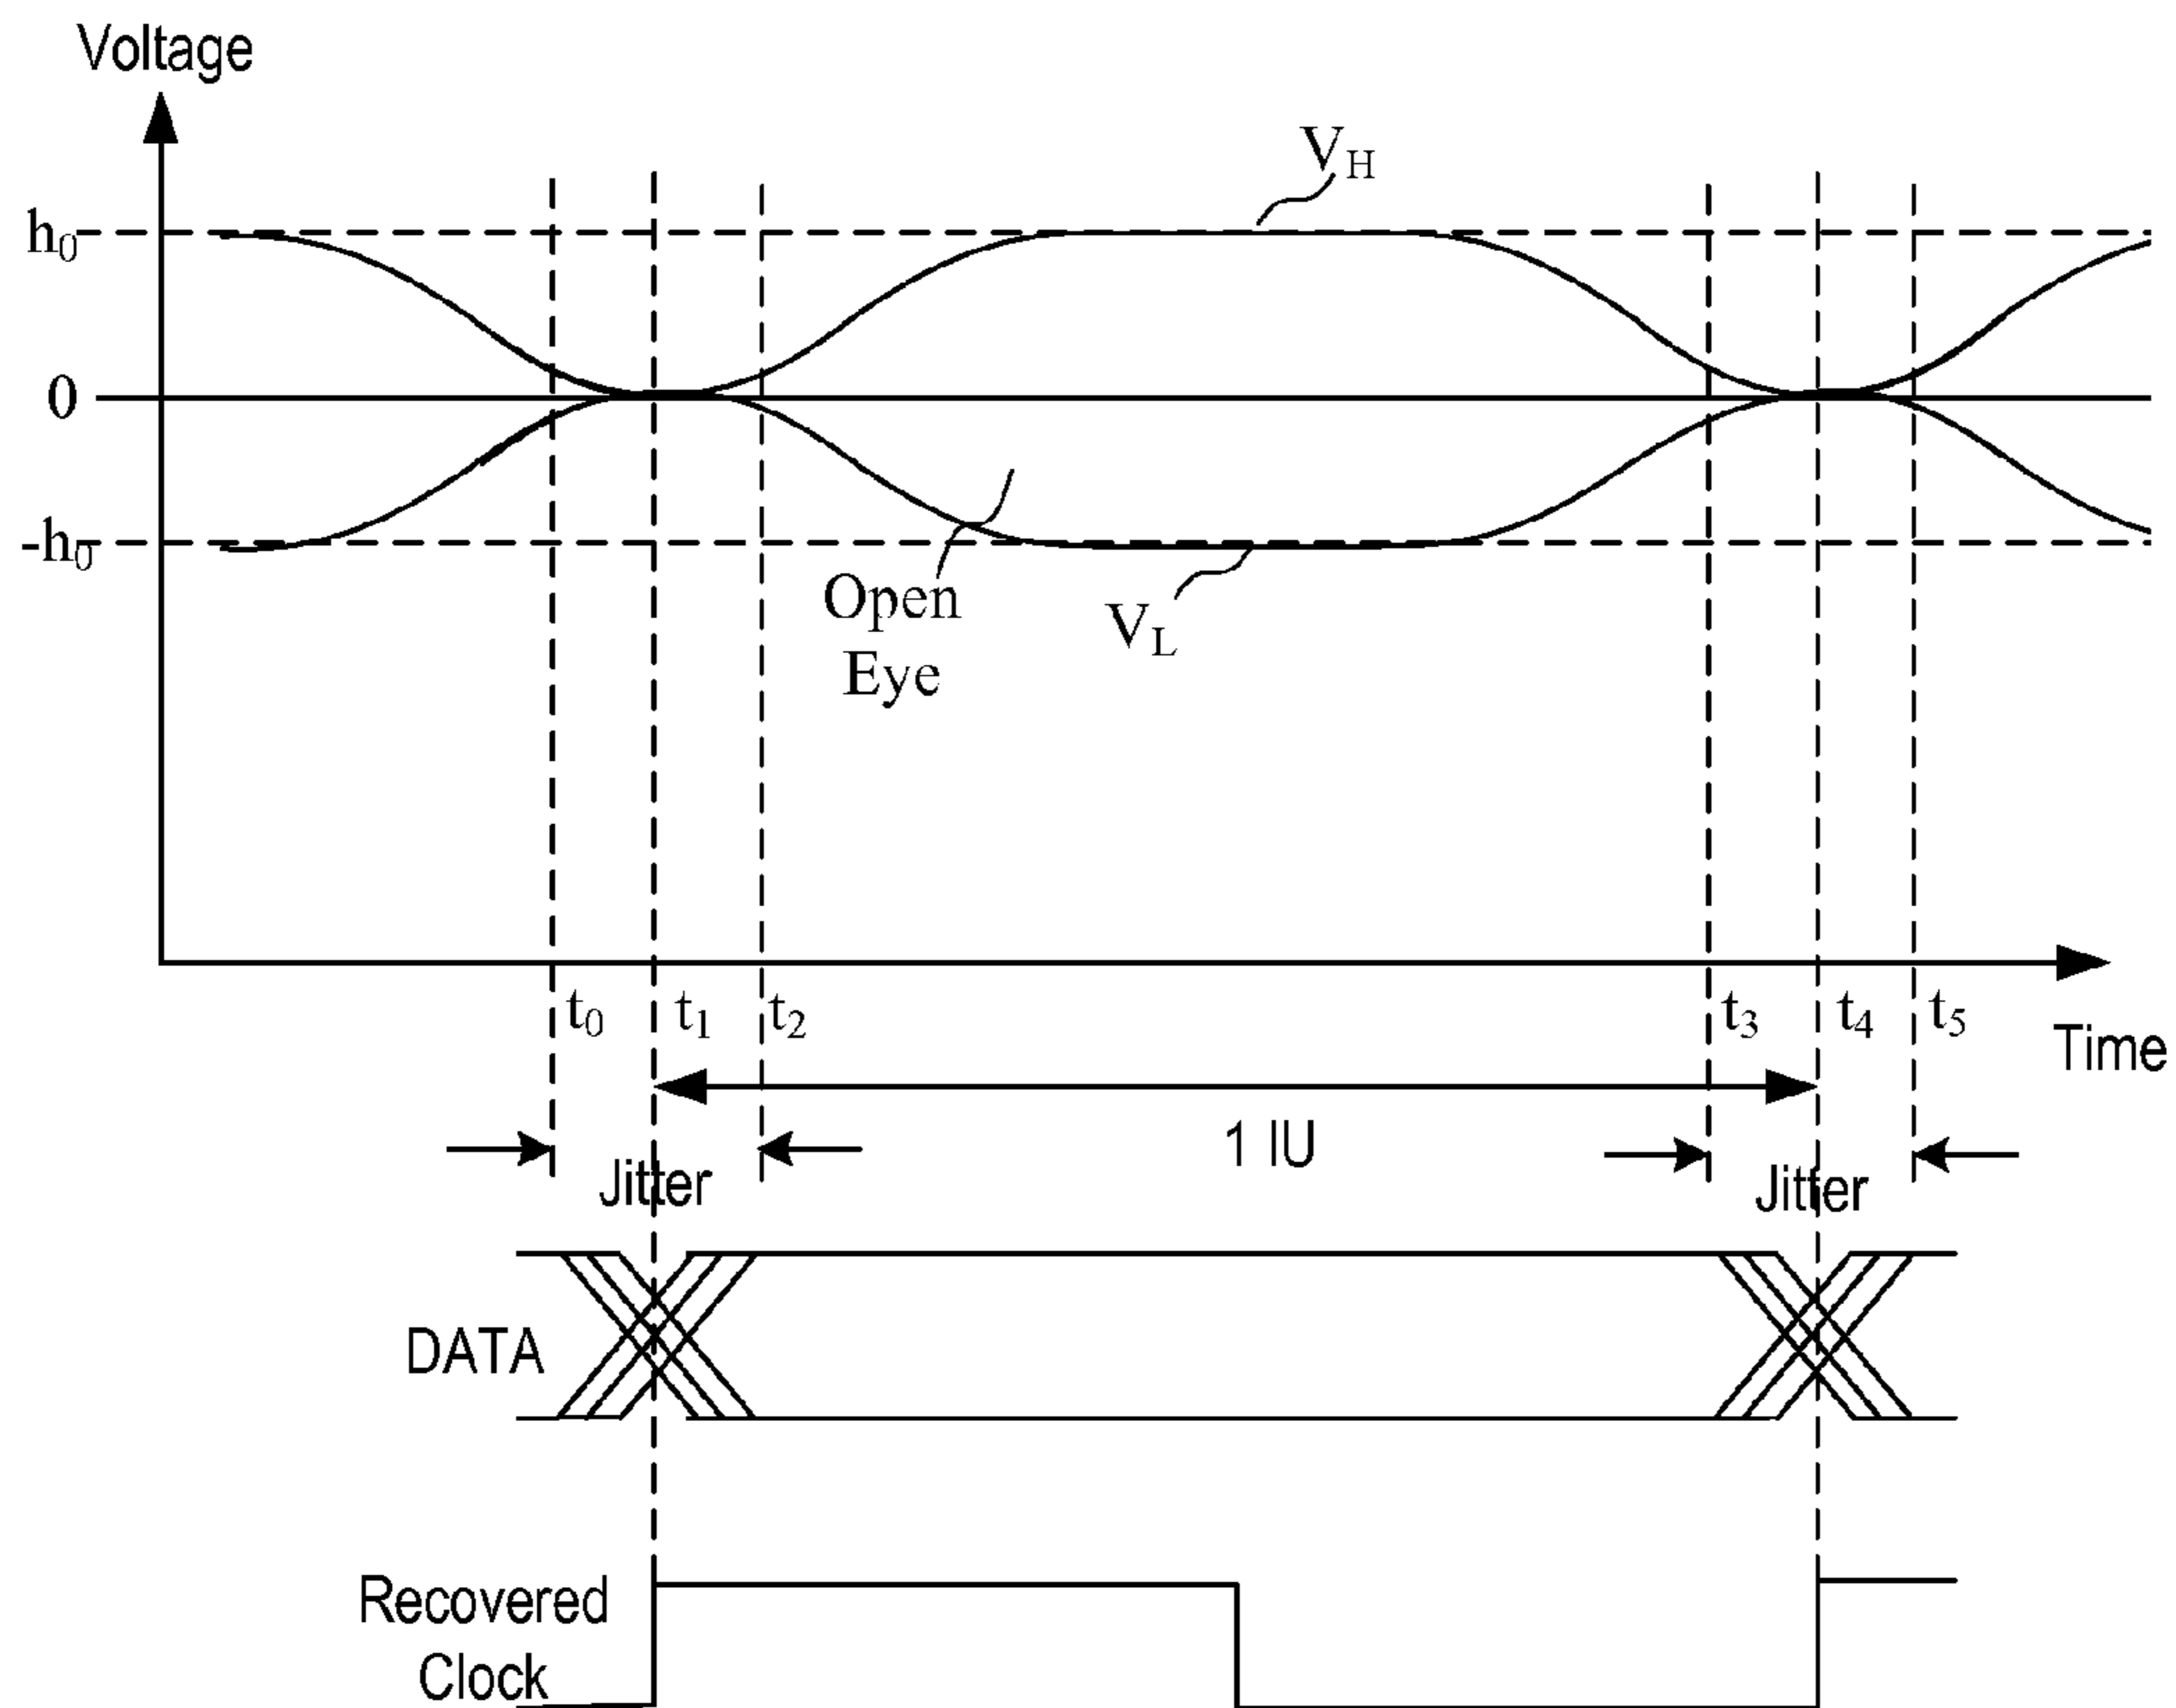 Voltage
V_H
h_0
0
-h_0
Open
Eye
V_L
t_0 t_1 t_2 t_3 t_4 t_5
Time
1 IU
Jitter Jitter
DATA
Recovered
Clock